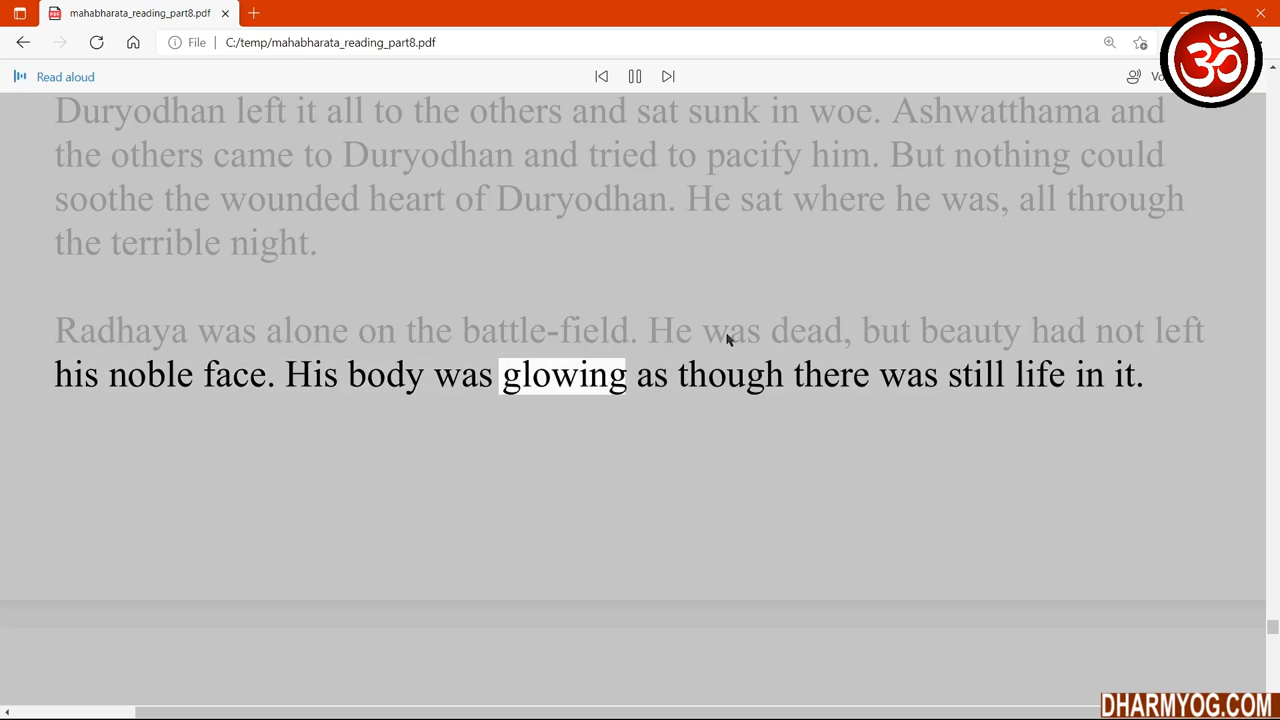 mahabharata_reading_part8.pdf
File
C:/temp/mahabharata_reading_part8.pdf
Read aloud
Duryodhan left it all to the others and sat sunk in woe. Ashwatthama and
the others came to Duryodhan and tried to pacify him. But nothing could
soothe the wounded heart of Duryodhan. He sat where he was, all through
the terrible night.
Radhaya was alone on the battle-field. He was dead, but beauty had not left
his noble face. His body was glowing as though there was still life in it.
ॐ
DHARMYOG.COM